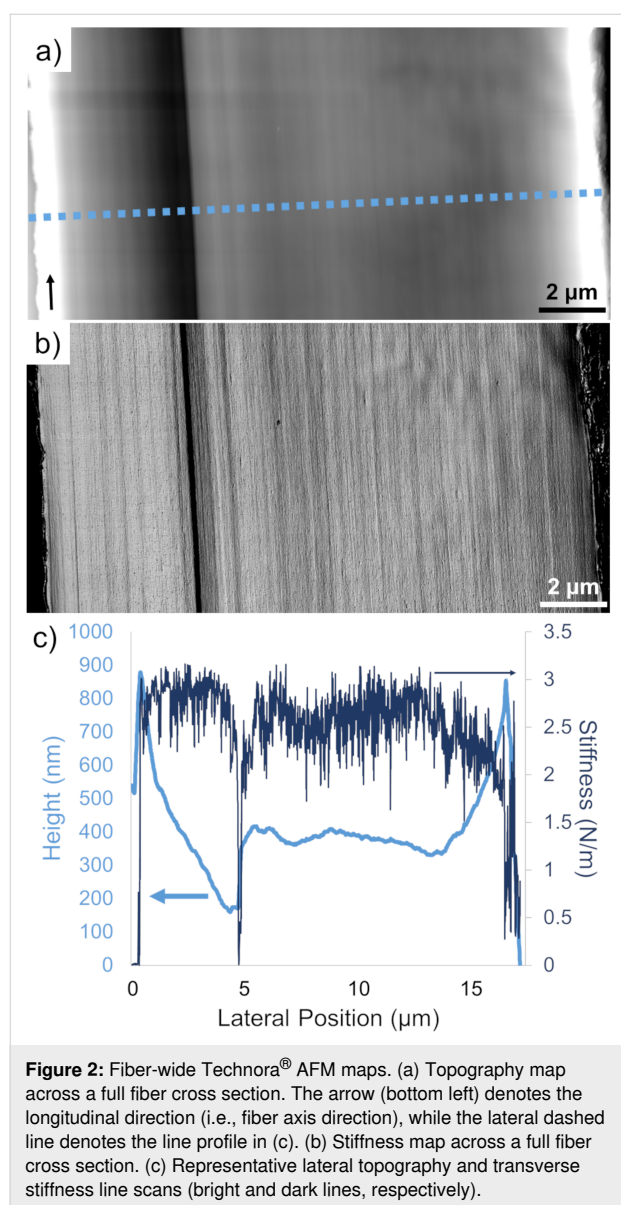 a)
2 µm
b)
2 µm
c)
1000
900
800
700
600
500
400
300
200
100
0
Height (nm)
3.5
3
2.5
2
1.5
1
0.5
0
Stiffness (N/m)
0
5
10
15
Lateral Position (µm)
Figure 2: Fiber-wide Technora® AFM maps. (a) Topography map
across a full fiber cross section. The arrow (bottom left) denotes the
longitudinal direction (i.e., fiber axis direction), while the lateral dashed
line denotes the line profile in (c). (b) Stiffness map across a full fiber
cross section. (c) Representative lateral topography and transverse
stiffness line scans (bright and dark lines, respectively).